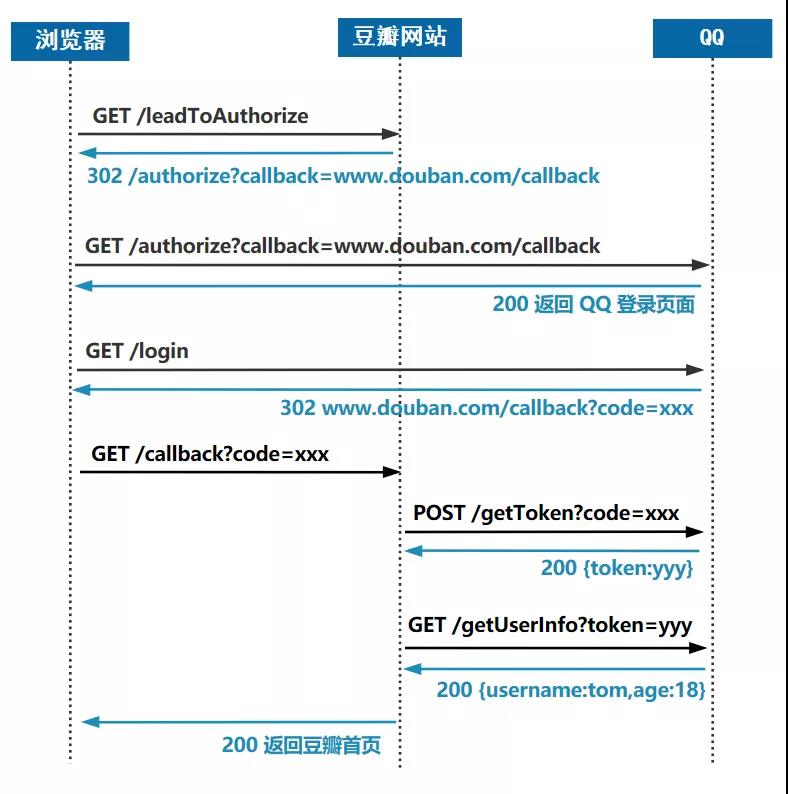 浏览器
豆瓣网站
QQ
GET /leadToAuthorize
302 /authorize?callback=www.douban.com/callback
GET /authorize?callback=www.douban.com/callback
200 返回 QQ 登录页面
GET /login
302 www.douban.com/callback?code=xxx
GET /callback?code=xxx
POST /getToken?code=xxx
200 {token:yyy}
GET /getUserInfo?token=yyy
200 {username:tom,age:18}
200 返回豆瓣首页